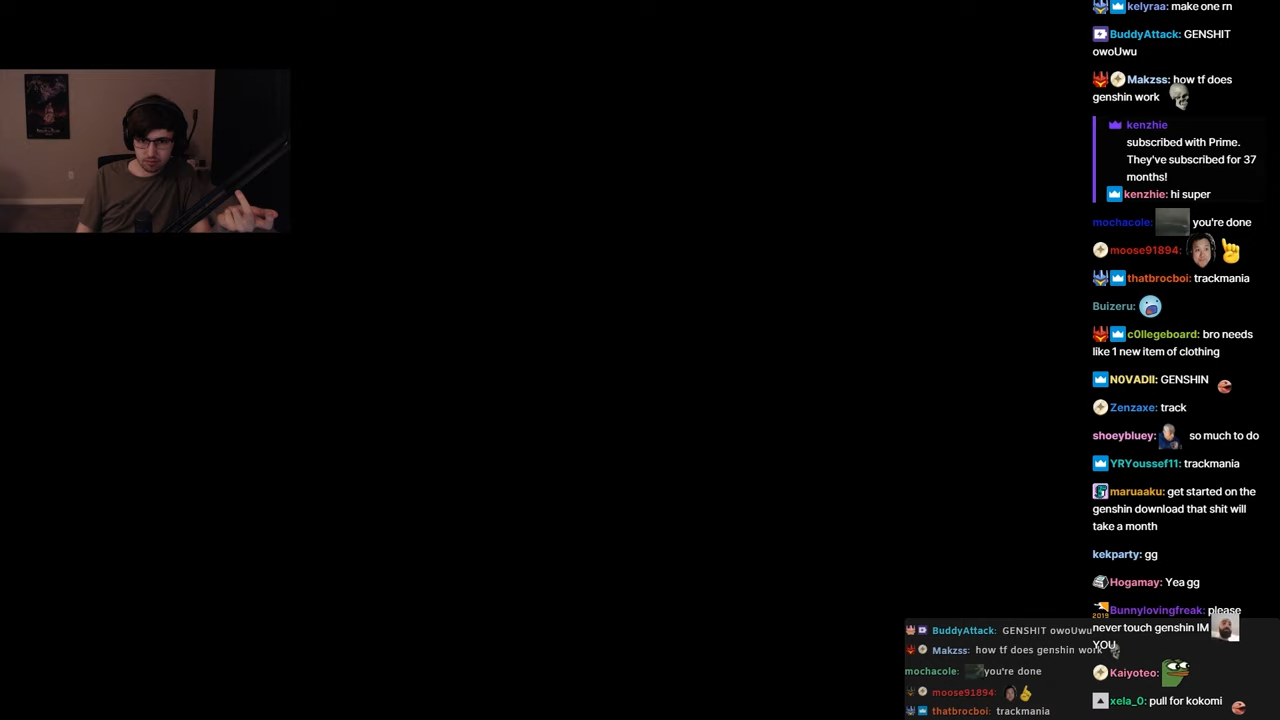 kelyraa: make one rn
BuddyAttack: GENSHIT
owoUwu
Makzss: how tf does
genshin work
kenzhie
subscribed with Prime.
They've subscribed for 37
months!
kenzhie: hi super
mochacole: you're done
moose91894:
thatbrocboi: trackmania
Buizeru:
c0llegeboard: bro needs
like 1 new item of clothing
N0VADII: GENSHIN
Zenzaxe: track
shoeybluey: so much to do
YRYoussef11: trackmania
maruaaku: get started on the
genshin download that shit will
take a month
kekparty: gg
Hogamay: Yea gg
Bunnylovingfreak: please
never touch genshin IM
YOU
Kaiyoteo:
xela_0: pull for kokomi
BuddyAttack: GENSHIT owoUwu
Makzss: how tf does genshin work
mochacole: you're done
moose91894:
thatbrocboi: trackmania